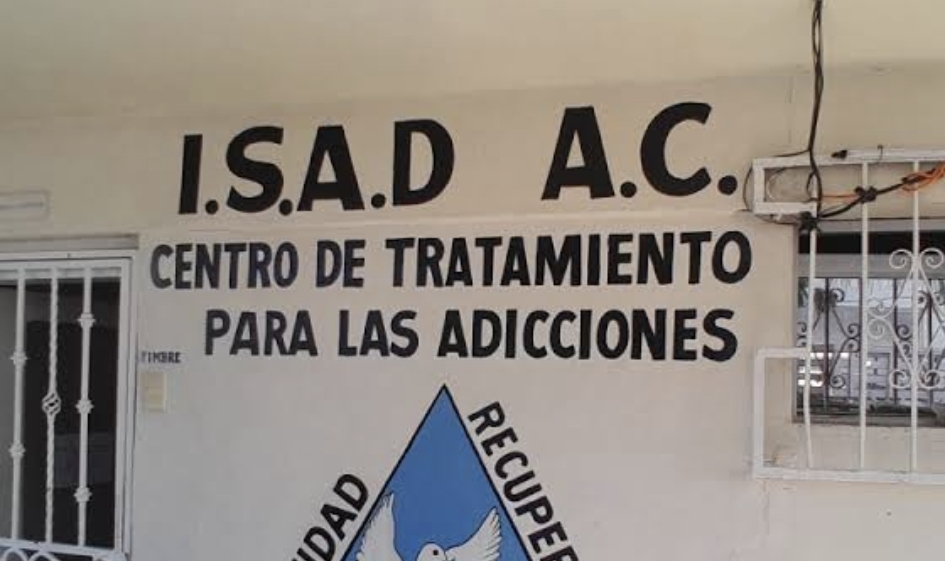 I.S.A.D A.C.
CENTRO DE TRATAMIENTO
PARA LAS ADICCIONES
TIMBRE